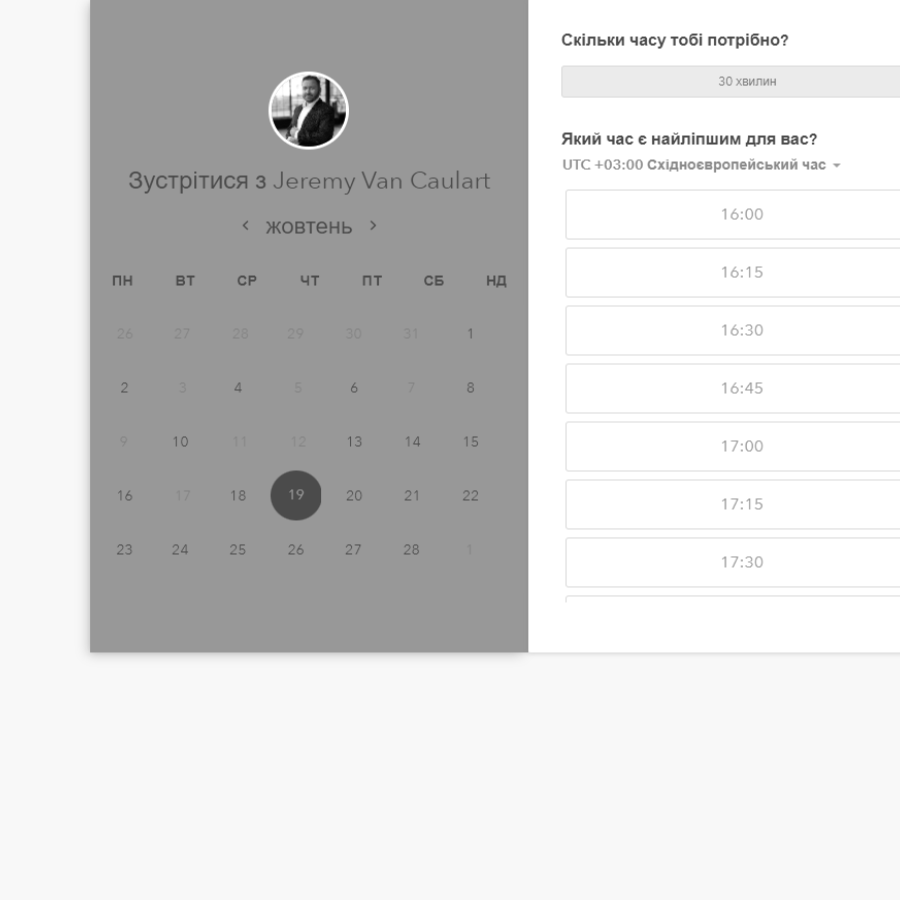 Зустрітися з Jeremy Van Caulart
‹ жовтень ›
ПН ВТ СР ЧТ ПТ СБ НД
26 27 28 29 30 31 1
2 3 4 5 6 7 8
9 10 11 12 13 14 15
16 17 18 19 20 21 22
23 24 25 26 27 28 1
Скільки часу тобі потрібно?
30 хвилин
Який час є найліпшим для вас?
UTC +03:00 Східноєвропейський час
16:00
16:15
16:30
16:45
17:00
17:15
17:30